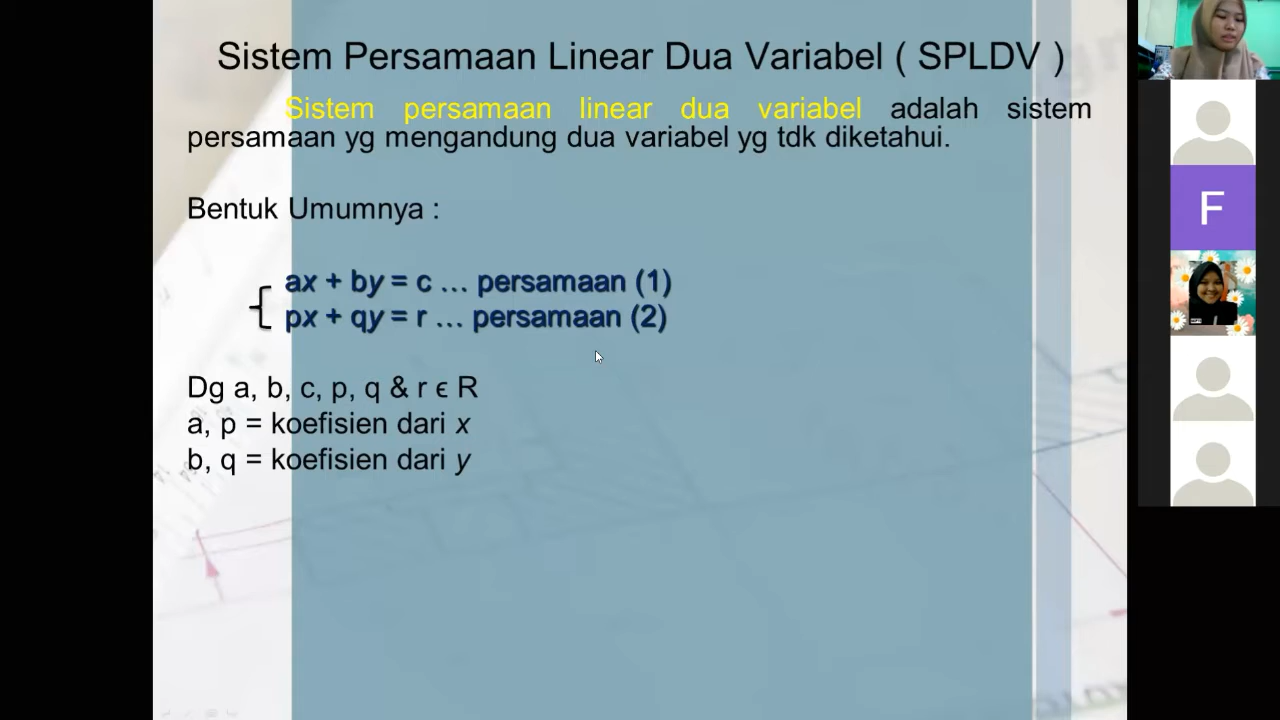 Sistem Persamaan Linear Dua Variabel ( SPLDV )
Sistem persamaan linear dua variabel adalah sistem
persamaan yg mengandung dua variabel yg tdk diketahui.
Bentuk Umumnya :
ax + by = c ... persamaan (1)
px + qy = r ... persamaan (2)
Dg a, b, c, p, q & r ϵ R
a, p = koefisien dari x
b, q = koefisien dari y
F